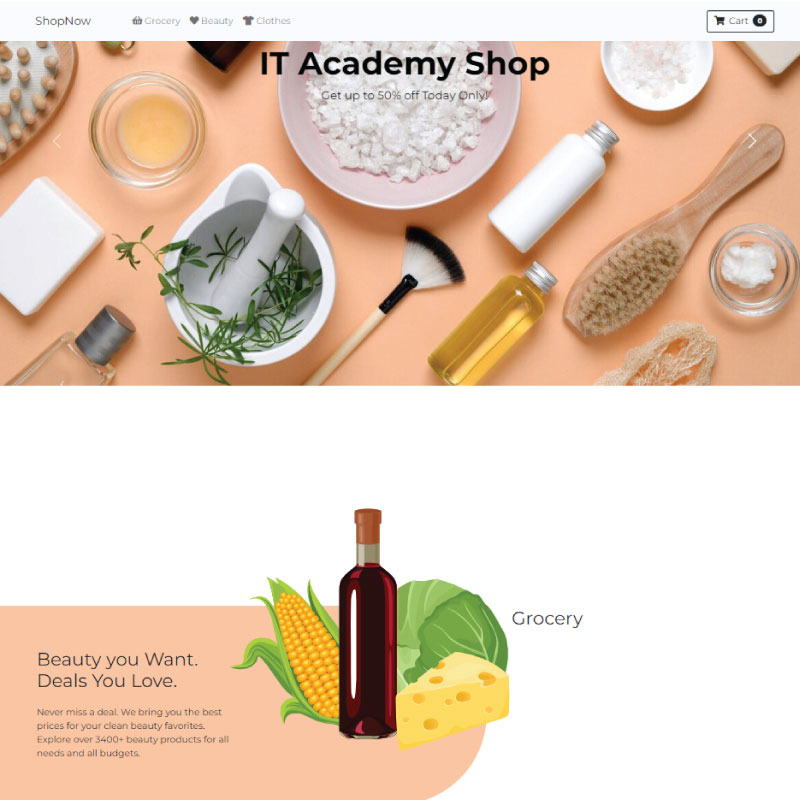 ShopNow
Grocery Beauty Clothes
Cart 0
IT Academy Shop
Get up to 50% off Today Only!
Grocery
Beauty you Want.
Deals You Love.
Never miss a deal. We bring you the best
prices for your clean beauty favorites.
Explore over 3400+ beauty products for all
needs and all budgets.